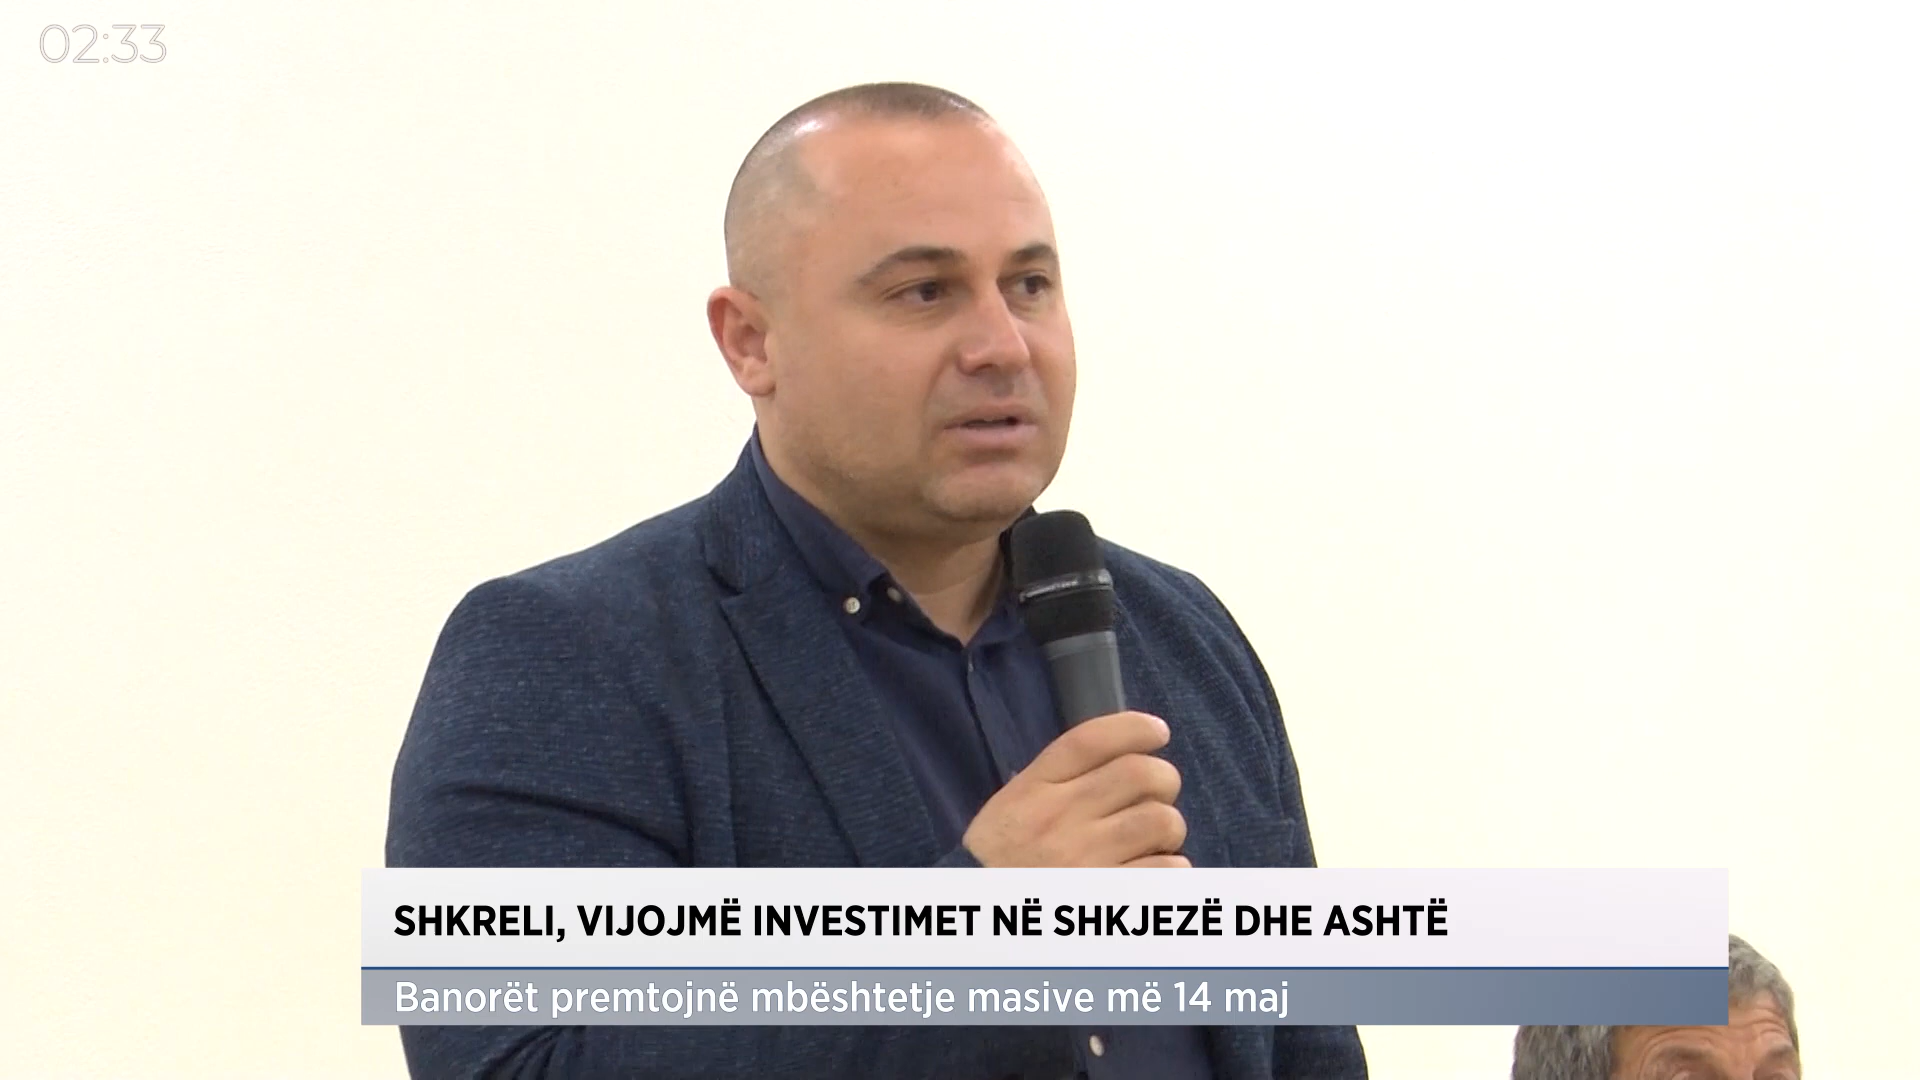 02:33
SHKRELI, VIJOJMË INVESTIMET NË SHKJEZË DHE ASHTË
Banorët premtojnë mbështetje masive më 14 maj